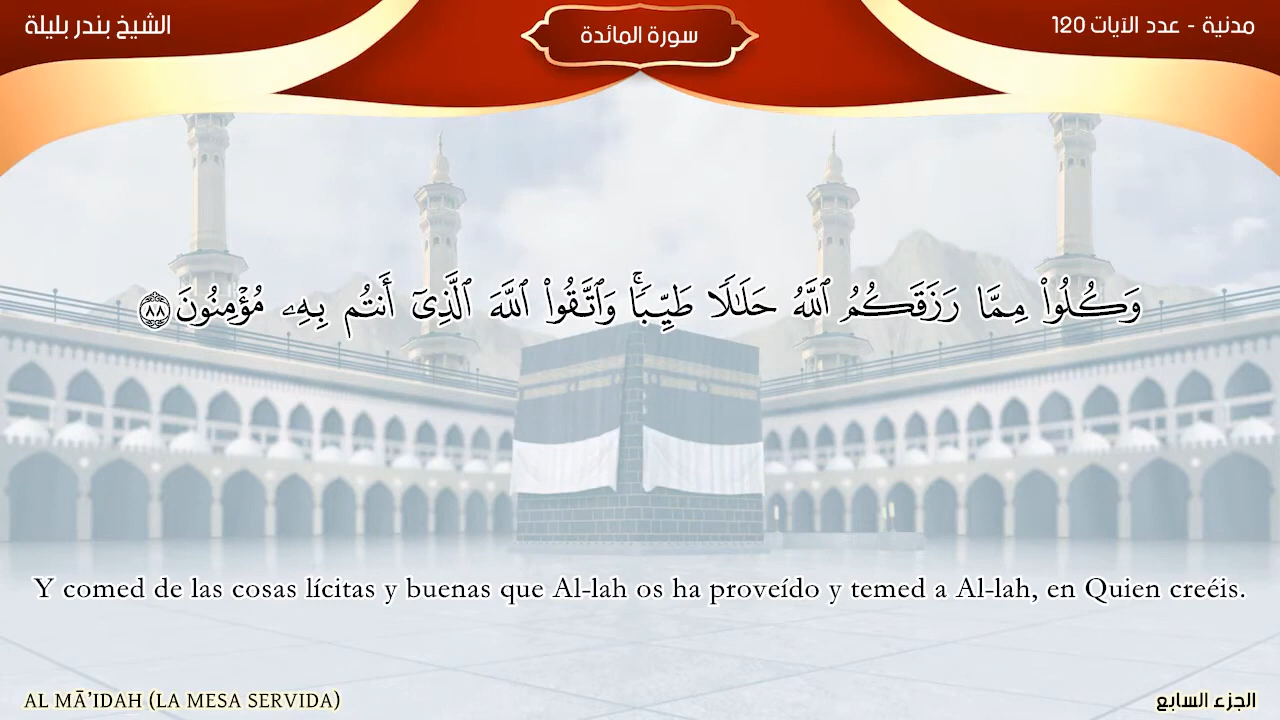 مدنية - عدد الآيات 120
سورة المائدة
الشيخ بندر بليلة
وَكُلُوا۟ مِمَّا رَزَقَكُمُ ٱللَّهُ حَلَـٰلًا طَيِّبًا ۚ وَٱتَّقُوا۟ ٱللَّهَ ٱلَّذِىٓ أَنتُم بِهِۦ مُؤْمِنُونَ ٨٨
Y comed de las cosas lícitas y buenas que Al-lah os ha proveído y temed a Al-lah, en Quien creéis.
AL MĀ’IDAH (LA MESA SERVIDA)
الجزء السابع